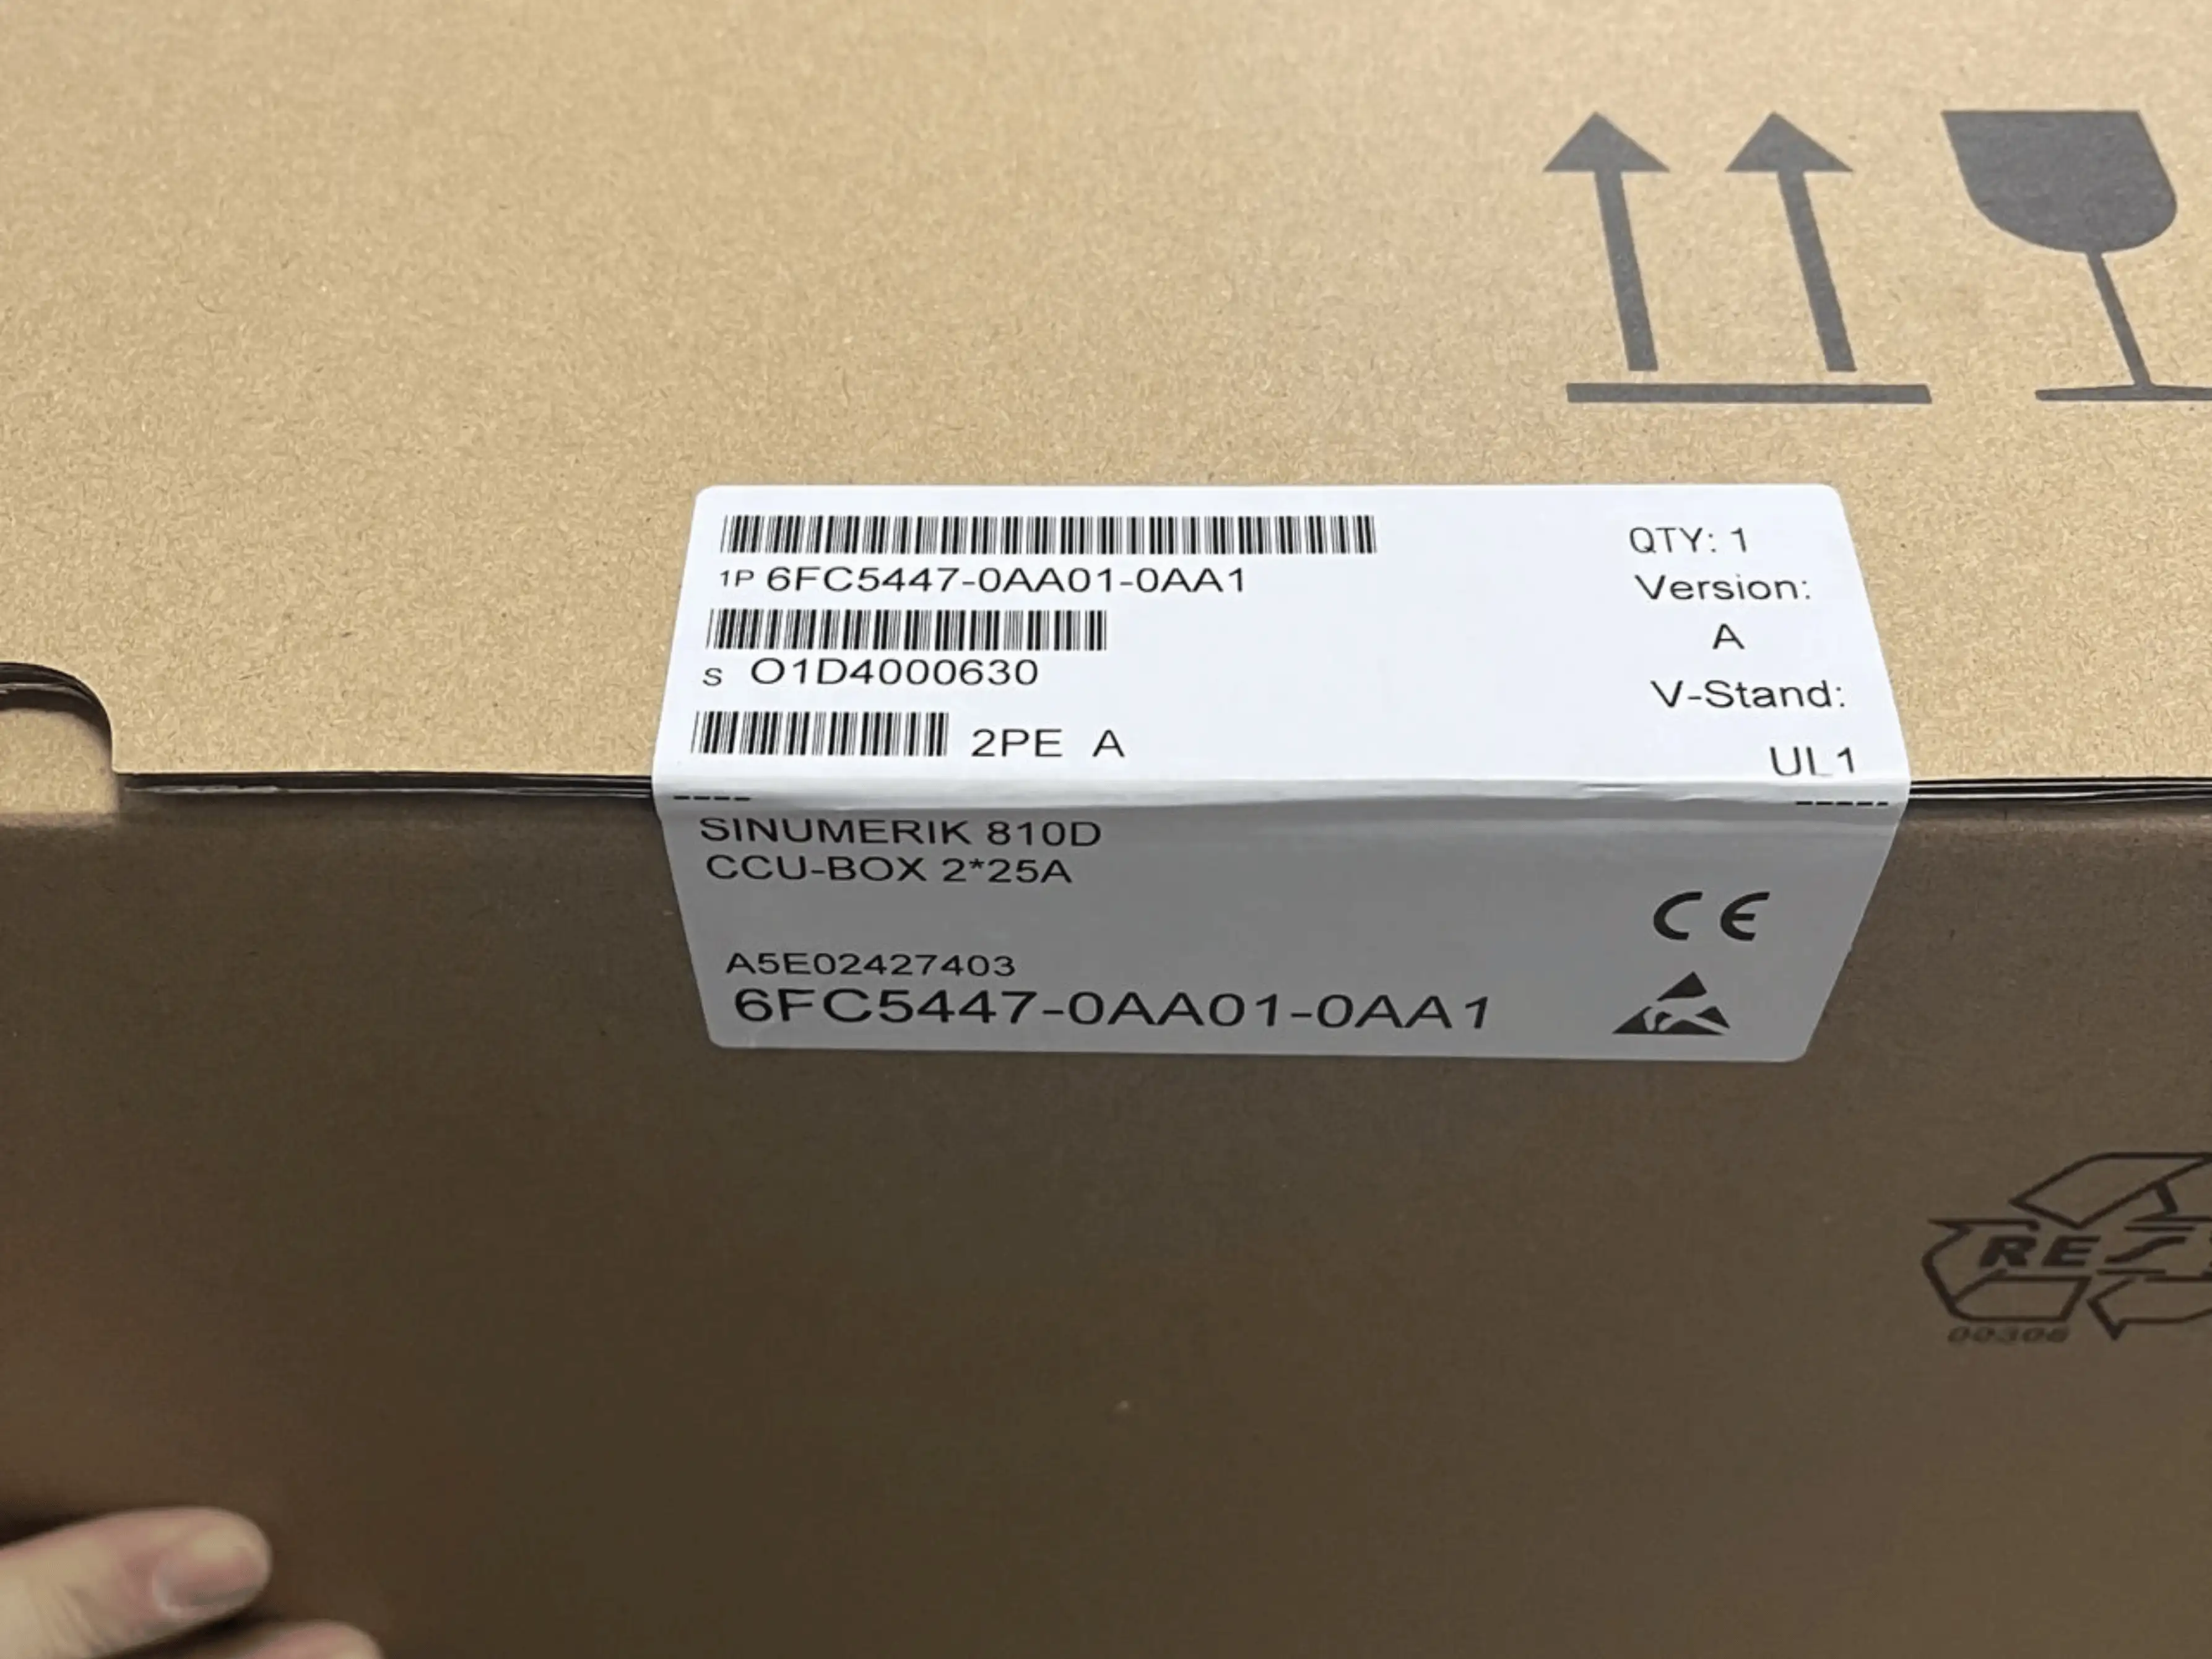 1P 6FC5447-0AA01-0AA1
S O1D4000630
2PE A
QTY: 1
Version:
A
V-Stand:
UL1
SINUMERIK 810D
CCU-BOX 2*25A
CE
A5E02427403
6FC5447-0AA01-0AA1